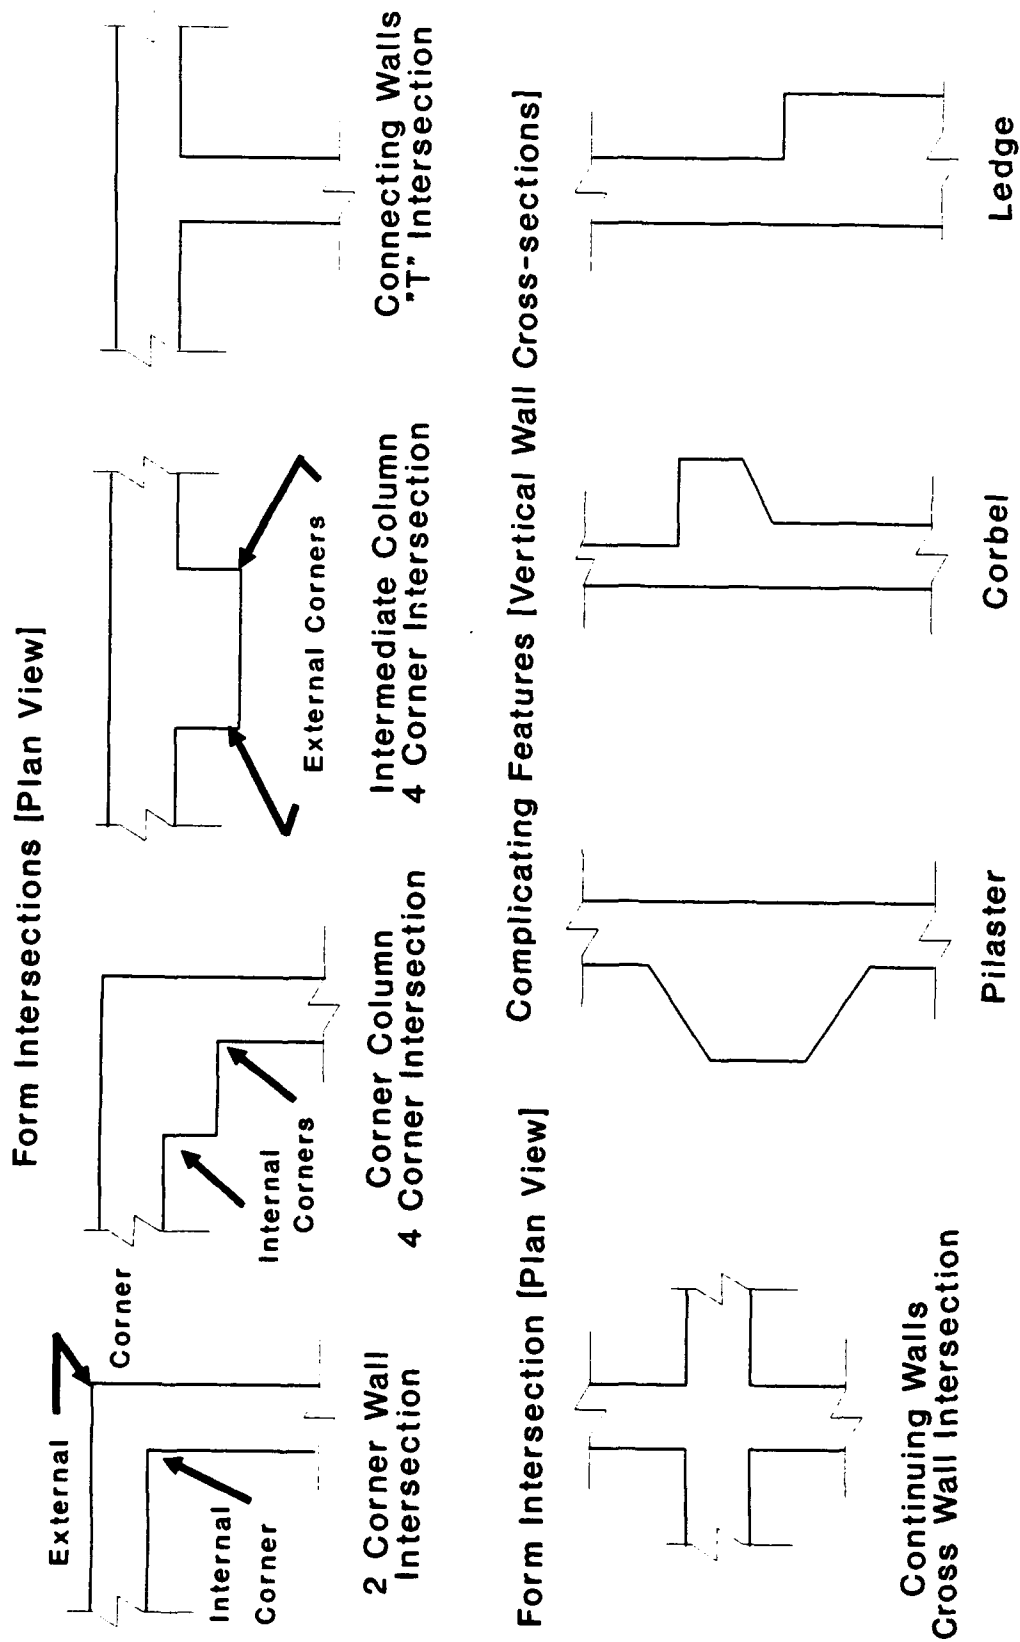 Form Intersections [Plan View]
External
Corner
Internal
Corner
2 Corner Wall
Intersection
Internal
Corners
Corner Column
4 Corner Intersection
External Corners
Intermediate Column
4 Corner Intersection
Connecting Walls
"T" Intersection
Form Intersection [Plan View]
Continuing Walls
Cross Wall Intersection
Complicating Features [Vertical Wall Cross-sections]
Pilaster
Corbel
Ledge